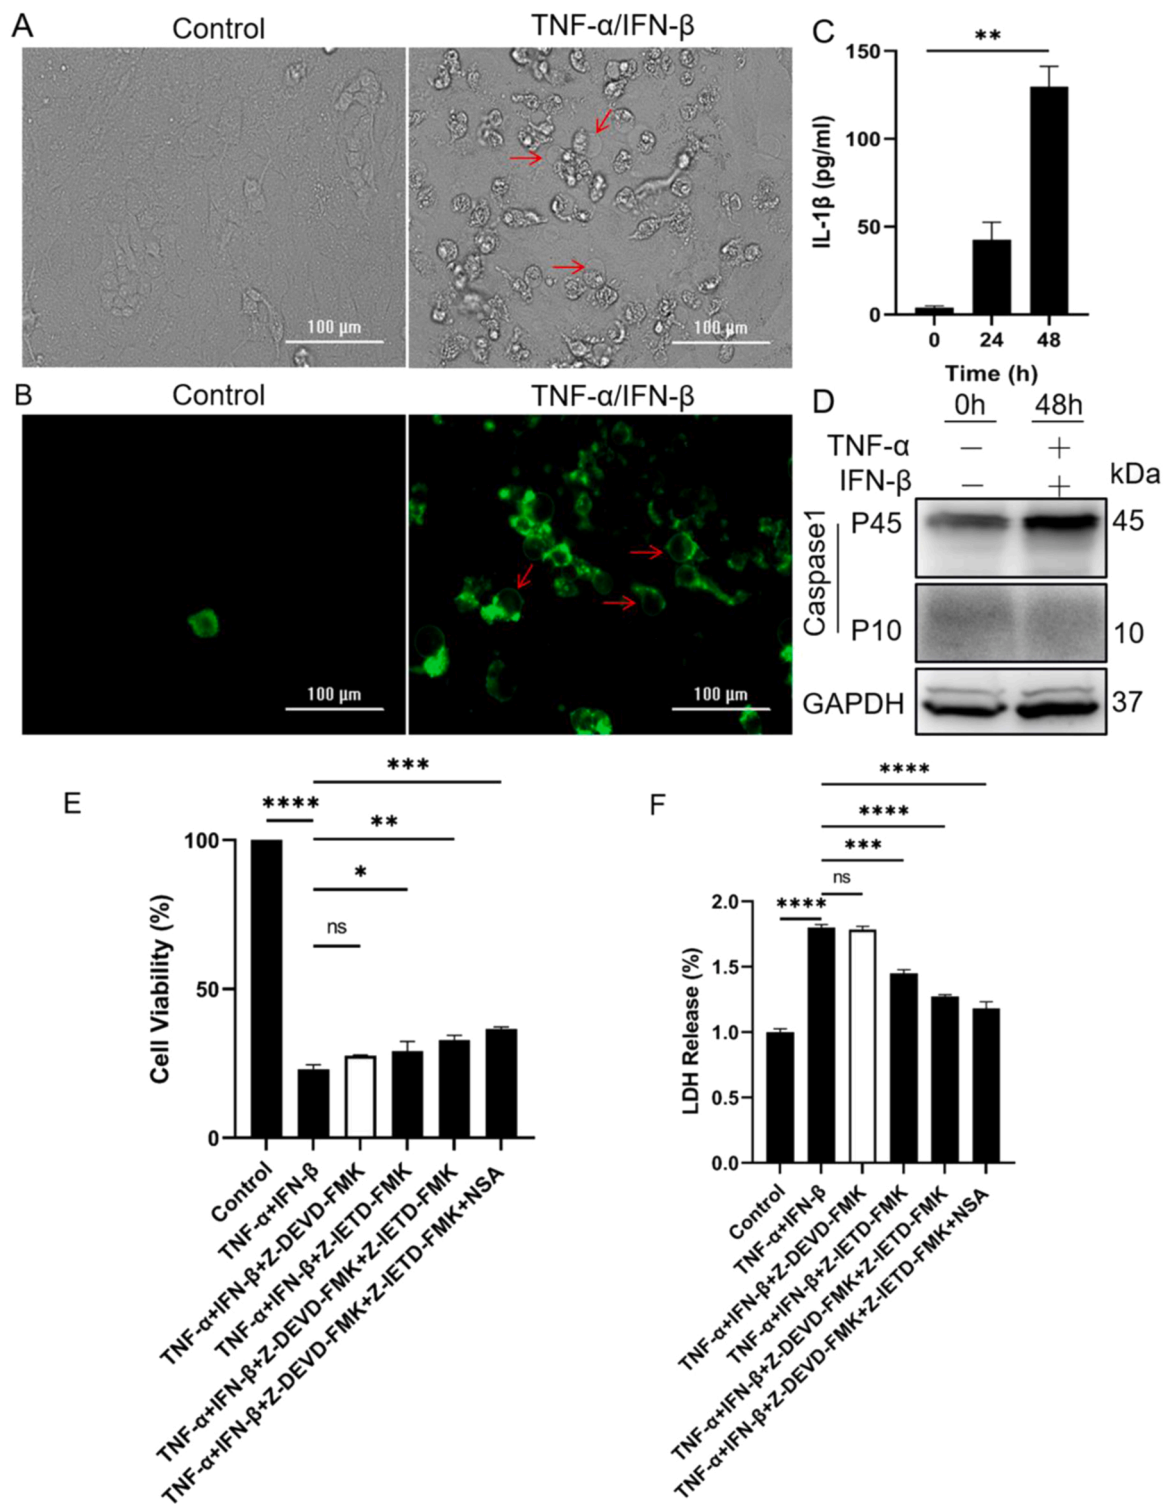 A
Control
TNF-α/IFN-β
100 μm
100 μm
B
Control
TNF-α/IFN-β
100 μm
100 μm
C
**
IL-1β (pg/ml)
150
100
50
0
0
24
48
Time (h)
D
0h
48h
TNF-α
—
+
IFN-β
—
+
kDa
Caspase1
P45
45
P10
10
GAPDH
37
E
***
****
**
*
ns
Cell Viability (%)
100
50
0
Control
TNF-α+IFN-β
TNF-α+IFN-β+Z-DEVD-FMK
TNF-α+IFN-β+Z-IETD-FMK
TNF-α+IFN-β+Z-DEVD-FMK+Z-IETD-FMK
TNF-α+IFN-β+Z-DEVD-FMK+Z-IETD-FMK+NSA
F
****
****
***
ns
****
LDH Release (%)
2.0
1.5
1.0
0.5
0.0
Control
TNF-α+IFN-β
TNF-α+IFN-β+Z-DEVD-FMK
TNF-α+IFN-β+Z-IETD-FMK
TNF-α+IFN-β+Z-DEVD-FMK+Z-IETD-FMK
TNF-α+IFN-β+Z-DEVD-FMK+Z-IETD-FMK+NSA